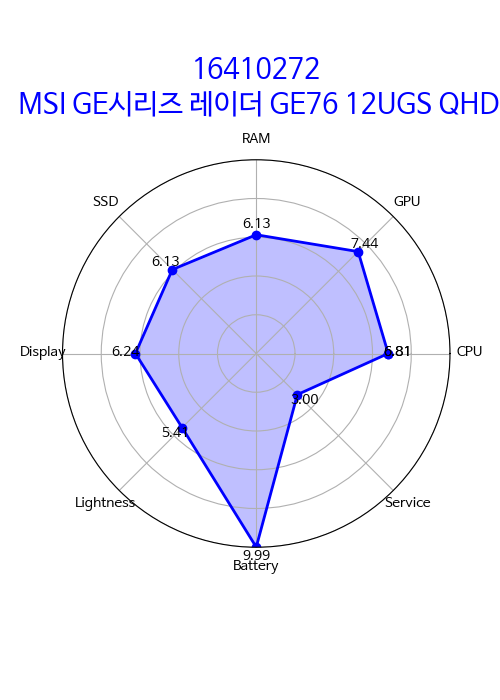 16410272
MSI GE시리즈 레이더 GE76 12UGS QHD
RAM
SSD
GPU
6.13
7.44
6.13
Display
6.24
6.81
CPU
5.41
3.00
Lightness
Service
9.99
Battery